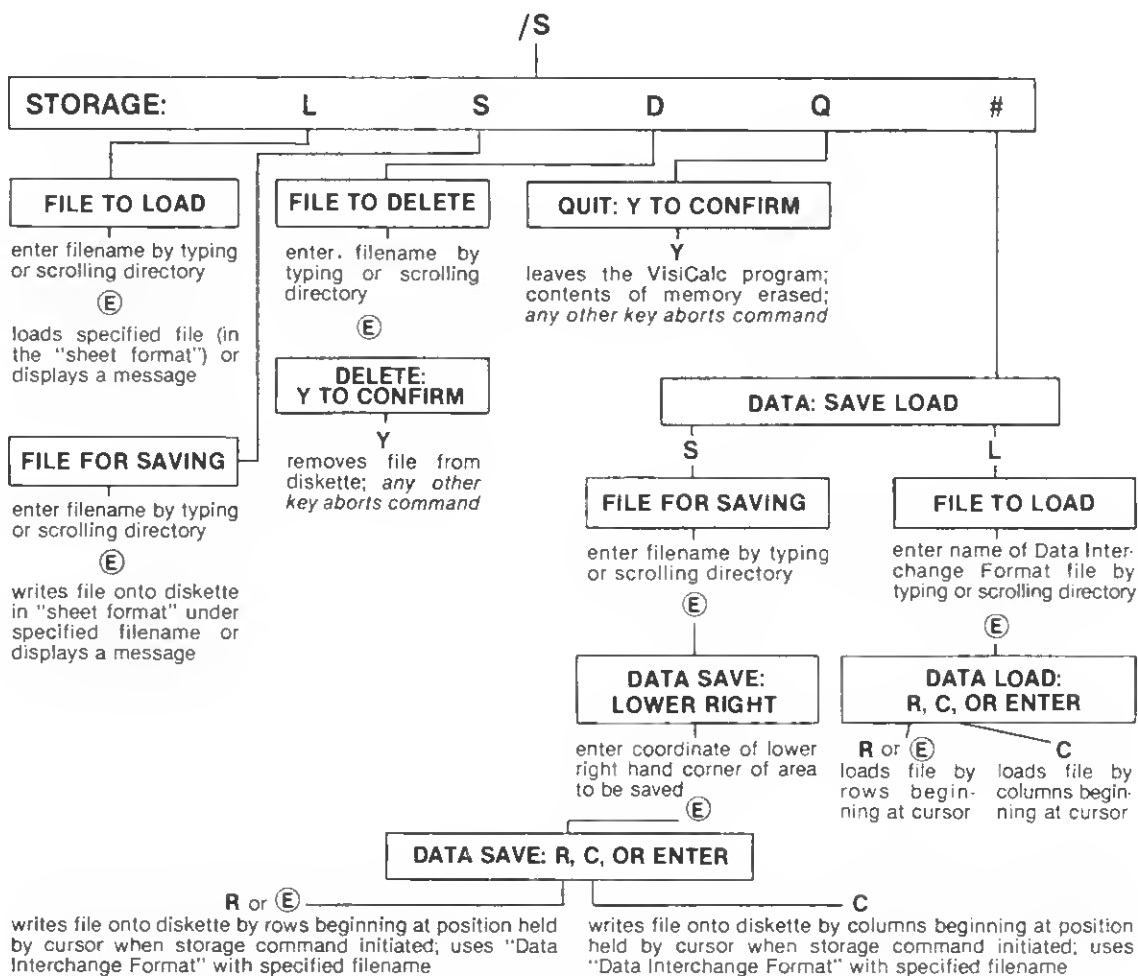 /S
STORAGE: L S D Q #
FILE TO LOAD
enter filename by typing
or scrolling directory
E
loads specified file (in
the "sheet format") or
displays a message
FILE FOR SAVING
enter filename by typing
or scrolling directory
E
writes file onto diskette
in "sheet format" under
specified filename or
displays a message
FILE TO DELETE
enter. filename by
typing or scrolling
directory
E
DELETE:
Y TO CONFIRM
Y
removes file from
diskette; any other
key aborts command
QUIT: Y TO CONFIRM
Y
leaves the VisiCalc program;
contents of memory erased;
any other key aborts command
DATA: SAVE LOAD
S
L
FILE FOR SAVING
enter filename by typing
or scrolling directory
E
DATA SAVE:
LOWER RIGHT
enter coordinate of lower
right hand corner of area
to be saved
E
FILE TO LOAD
enter name of Data Inter-
change Format file by
typing or scrolling directory
E
DATA LOAD:
R, C, OR ENTER
R or E
loads file by
rows begin-
ning at cursor
C
loads file by
columns begin-
ning at cursor
DATA SAVE: R, C, OR ENTER
R or E
writes file onto diskette by rows beginning at position held
by cursor when storage command initiated; uses "Data
Interchange Format" with specified filename
C
writes file onto diskette by columns beginning at position
held by cursor when storage command initiated; uses
"Data Interchange Format" with specified filename